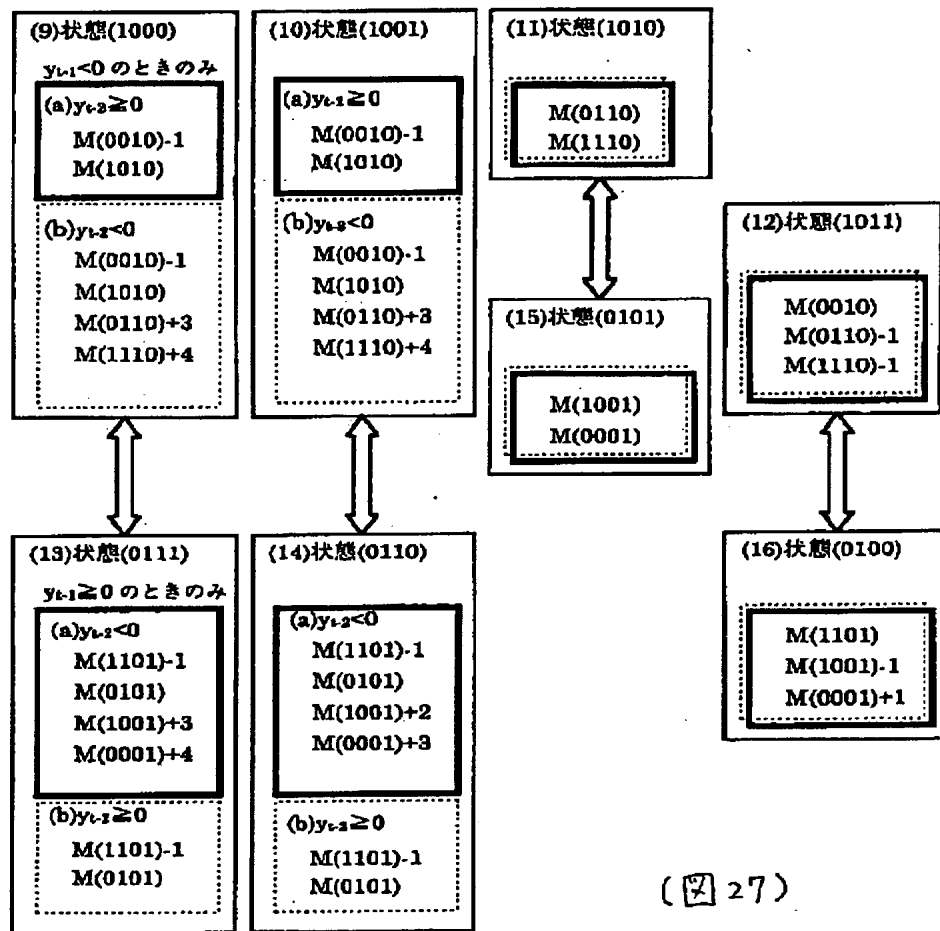 (9)状態(1000)
yt-1<0 のときのみ
(a)yt-2≧0
M(0010)-1
M(1010)
(b)yt-2<0
M(0010)-1
M(1010)
M(0110)+3
M(1110)+4
(10)状態(1001)
(a)yt-2≧0
M(0010)-1
M(1010)
(b)yt-2<0
M(0010)-1
M(1010)
M(0110)+3
M(1110)+4
(11)状態(1010)
M(0110)
M(1110)
(12)状態(1011)
M(0010)
M(0110)-1
M(1110)-1
(13)状態(0111)
yt-1≧0 のときのみ
(a)yt-2<0
M(1101)-1
M(0101)
M(1001)+3
M(0001)+4
(b)yt-2≧0
M(1101)-1
M(0101)
(14)状態(0110)
(a)yt-2<0
M(1101)-1
M(0101)
M(1001)+2
M(0001)+3
(b)yt-2≧0
M(1101)-1
M(0101)
(15)状態(0101)
M(1001)
M(0001)
(16)状態(0100)
M(1101)
M(1001)-1
M(0001)+1
(図27)